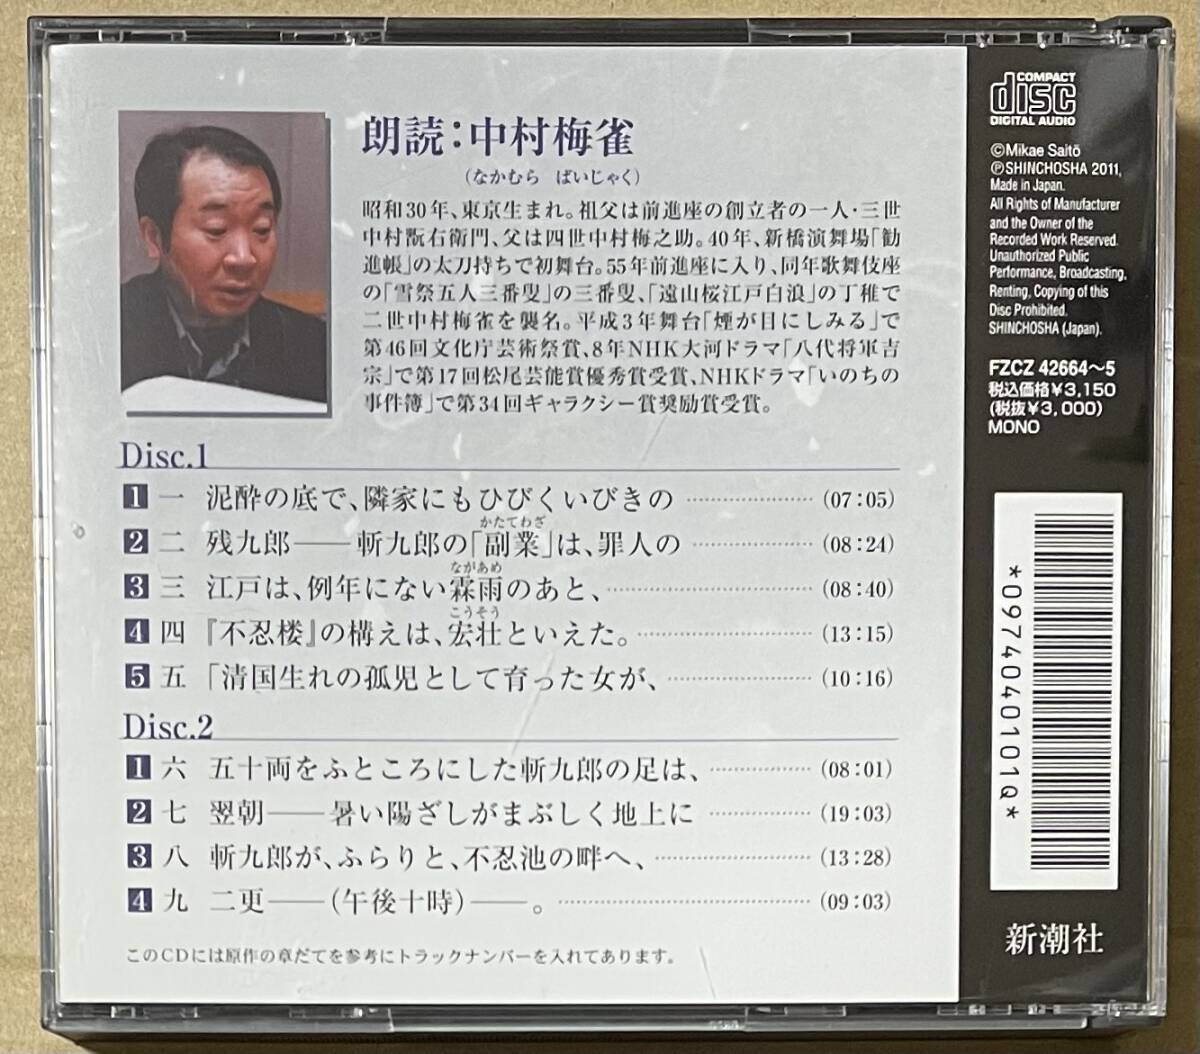 朗読：中村梅雀
（なかむら ばいじゃく）
昭和30年、東京生まれ。祖父は前進座の創立者の一人・三世
中村翫右衛門、父は四世中村梅之助。40年、新橋演舞場「勧
進帳」の太刀持ちで初舞台。55年前進座に入り、同年歌舞伎座
の「雪祭五人三番叟」の三番叟、「遠山桜江戸白浪」の丁稚で
二世中村梅雀を襲名。平成3年舞台「煙が目にしみる」で
第46回文化庁芸術祭賞、8年NHK大河ドラマ「八代将軍吉
宗」で第17回松尾芸能賞優秀賞受賞、NHKドラマ「いのちの
事件簿」で第34回ギャラクシー賞奨励賞受賞。
Disc.1
1 一 泥酔の底で、隣家にもひびくいびきの …………………（07：05）
かたてわざ
2 二 残九郎――斬九郎の「副業」は、罪人の …………………（08：24）
ながあめ
3 三 江戸は、例年にない霖雨のあと、……………………………（08：40）
こうそう
4 四 『不忍楼』の構えは、宏壮といえた。………………………（13：15）
5 五 「清国生れの孤児として育った女が、……………………（10：16）
Disc.2
1 六 五十両をふところにした斬九郎の足は、………………（08：01）
2 七 翌朝――暑い陽ざしがまぶしく地上に ………………（19：03）
3 八 斬九郎が、ふらりと、不忍池の畔へ、………………………（13：28）
4 九 二更――（午後十時）――。……………………………………（09：03）
このCDには原作の章だてを参考にトラックナンバーを入れてあります。
COMPACT
disc
DIGITAL AUDIO
©Mikae Saitō
℗SHINCHOSHA 2011,
Made in Japan.
All Rights of Manufacturer
and the Owner of the
Recorded Work Reserved.
Unauthorized Public
Performance, Broadcasting,
Renting, Copying of this
Disc Prohibited.
SHINCHOSHA (Japan).
FZCZ 42664～5
税込価格¥3,150
(税抜¥3,000)
MONO
*0974040101Q*
新潮社